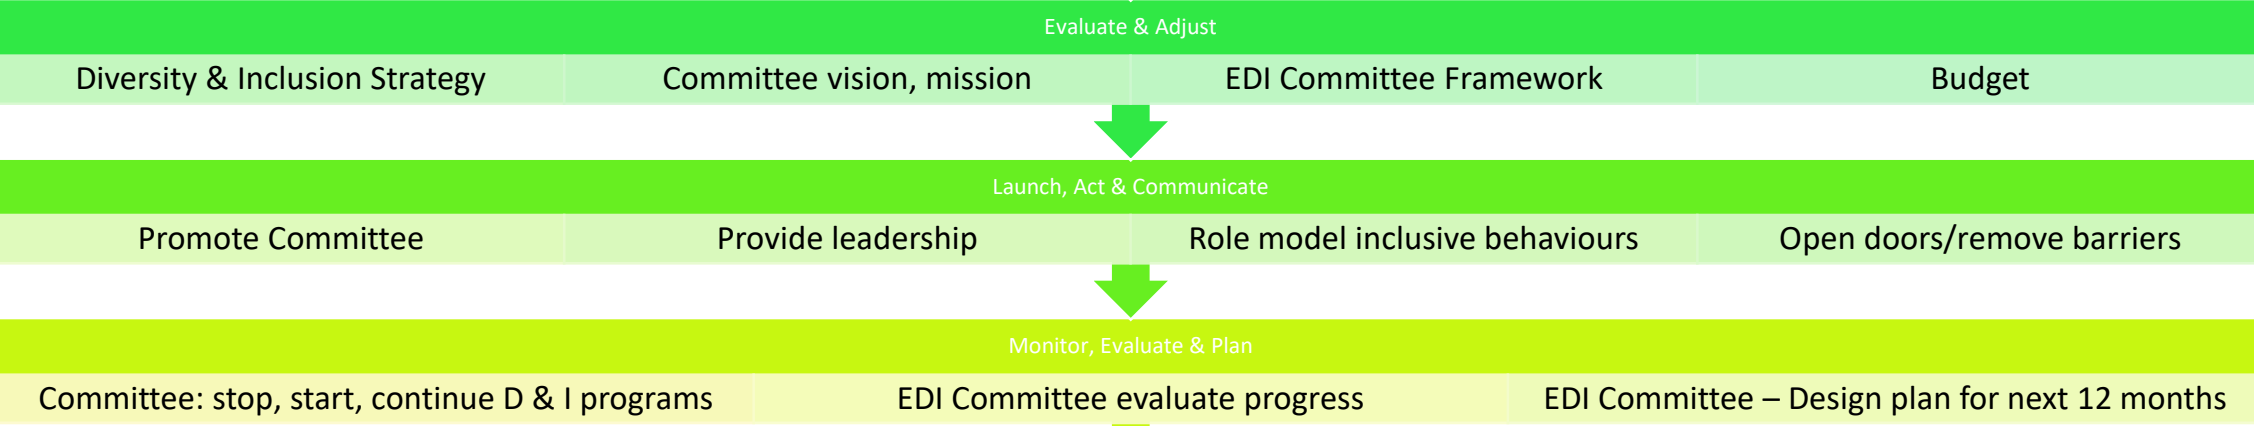 Evaluate & Adjust
Diversity & Inclusion Strategy Committee vision, mission EDI Committee Framework Budget
Launch, Act & Communicate
Promote Committee Provide leadership Role model inclusive behaviours Open doors/remove barriers
Monitor, Evaluate & Plan
Committee: stop, start, continue D & I programs EDI Committee evaluate progress EDI Committee – Design plan for next 12 months